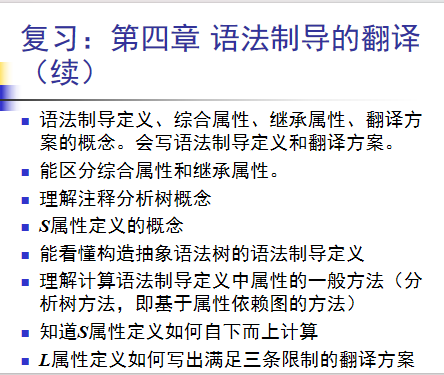 复习：第四章 语法制导的翻译
（续）
语法制导定义、综合属性、继承属性、翻译方
案的概念。会写语法制导定义和翻译方案。
能区分综合属性和继承属性。
理解注释分析树概念
S属性定义的概念
能看懂构造抽象语法树的语法制导定义
理解计算语法制导定义中属性的一般方法（分
析树方法，即基于属性依赖图的方法）
知道S属性定义如何自下而上计算
L属性定义如何写出满足三条限制的翻译方案